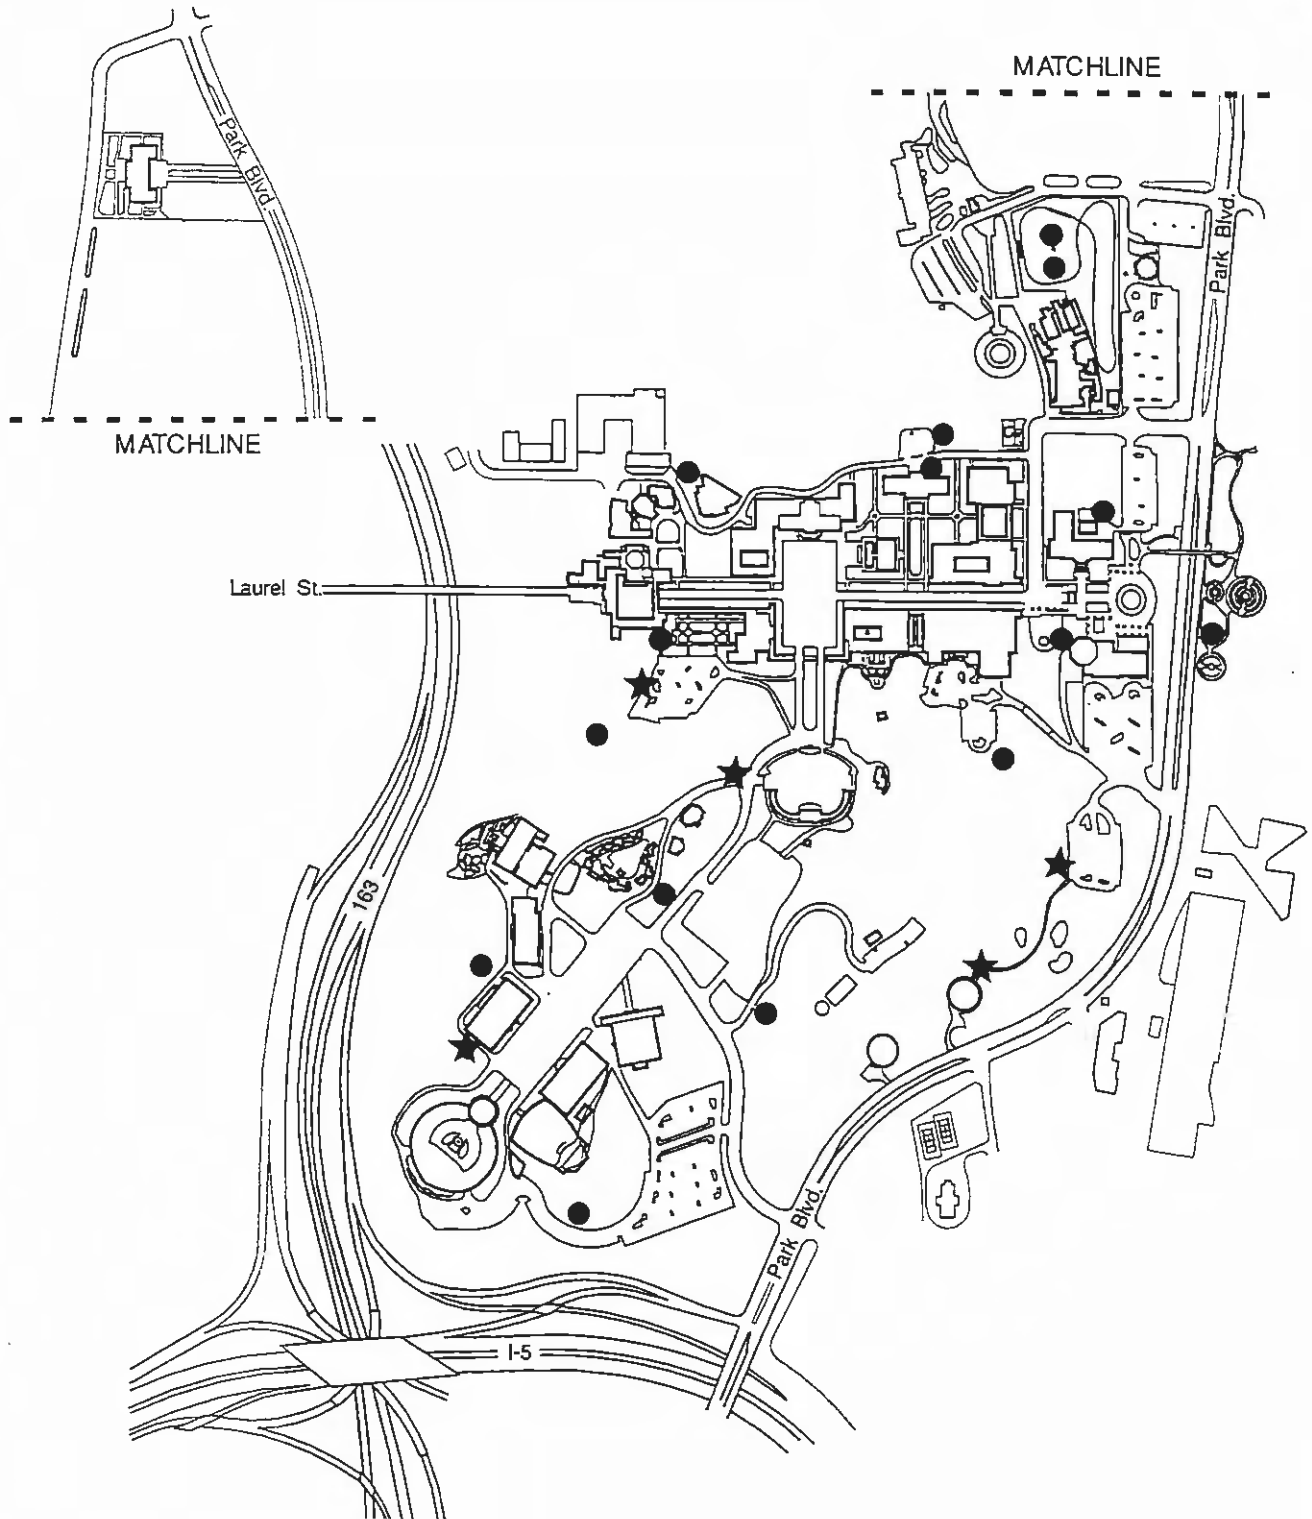 MATCHLINE
Park Blvd
Park Blvd.
MATCHLINE
Laurel St.
163
Park Blvd.
I-5